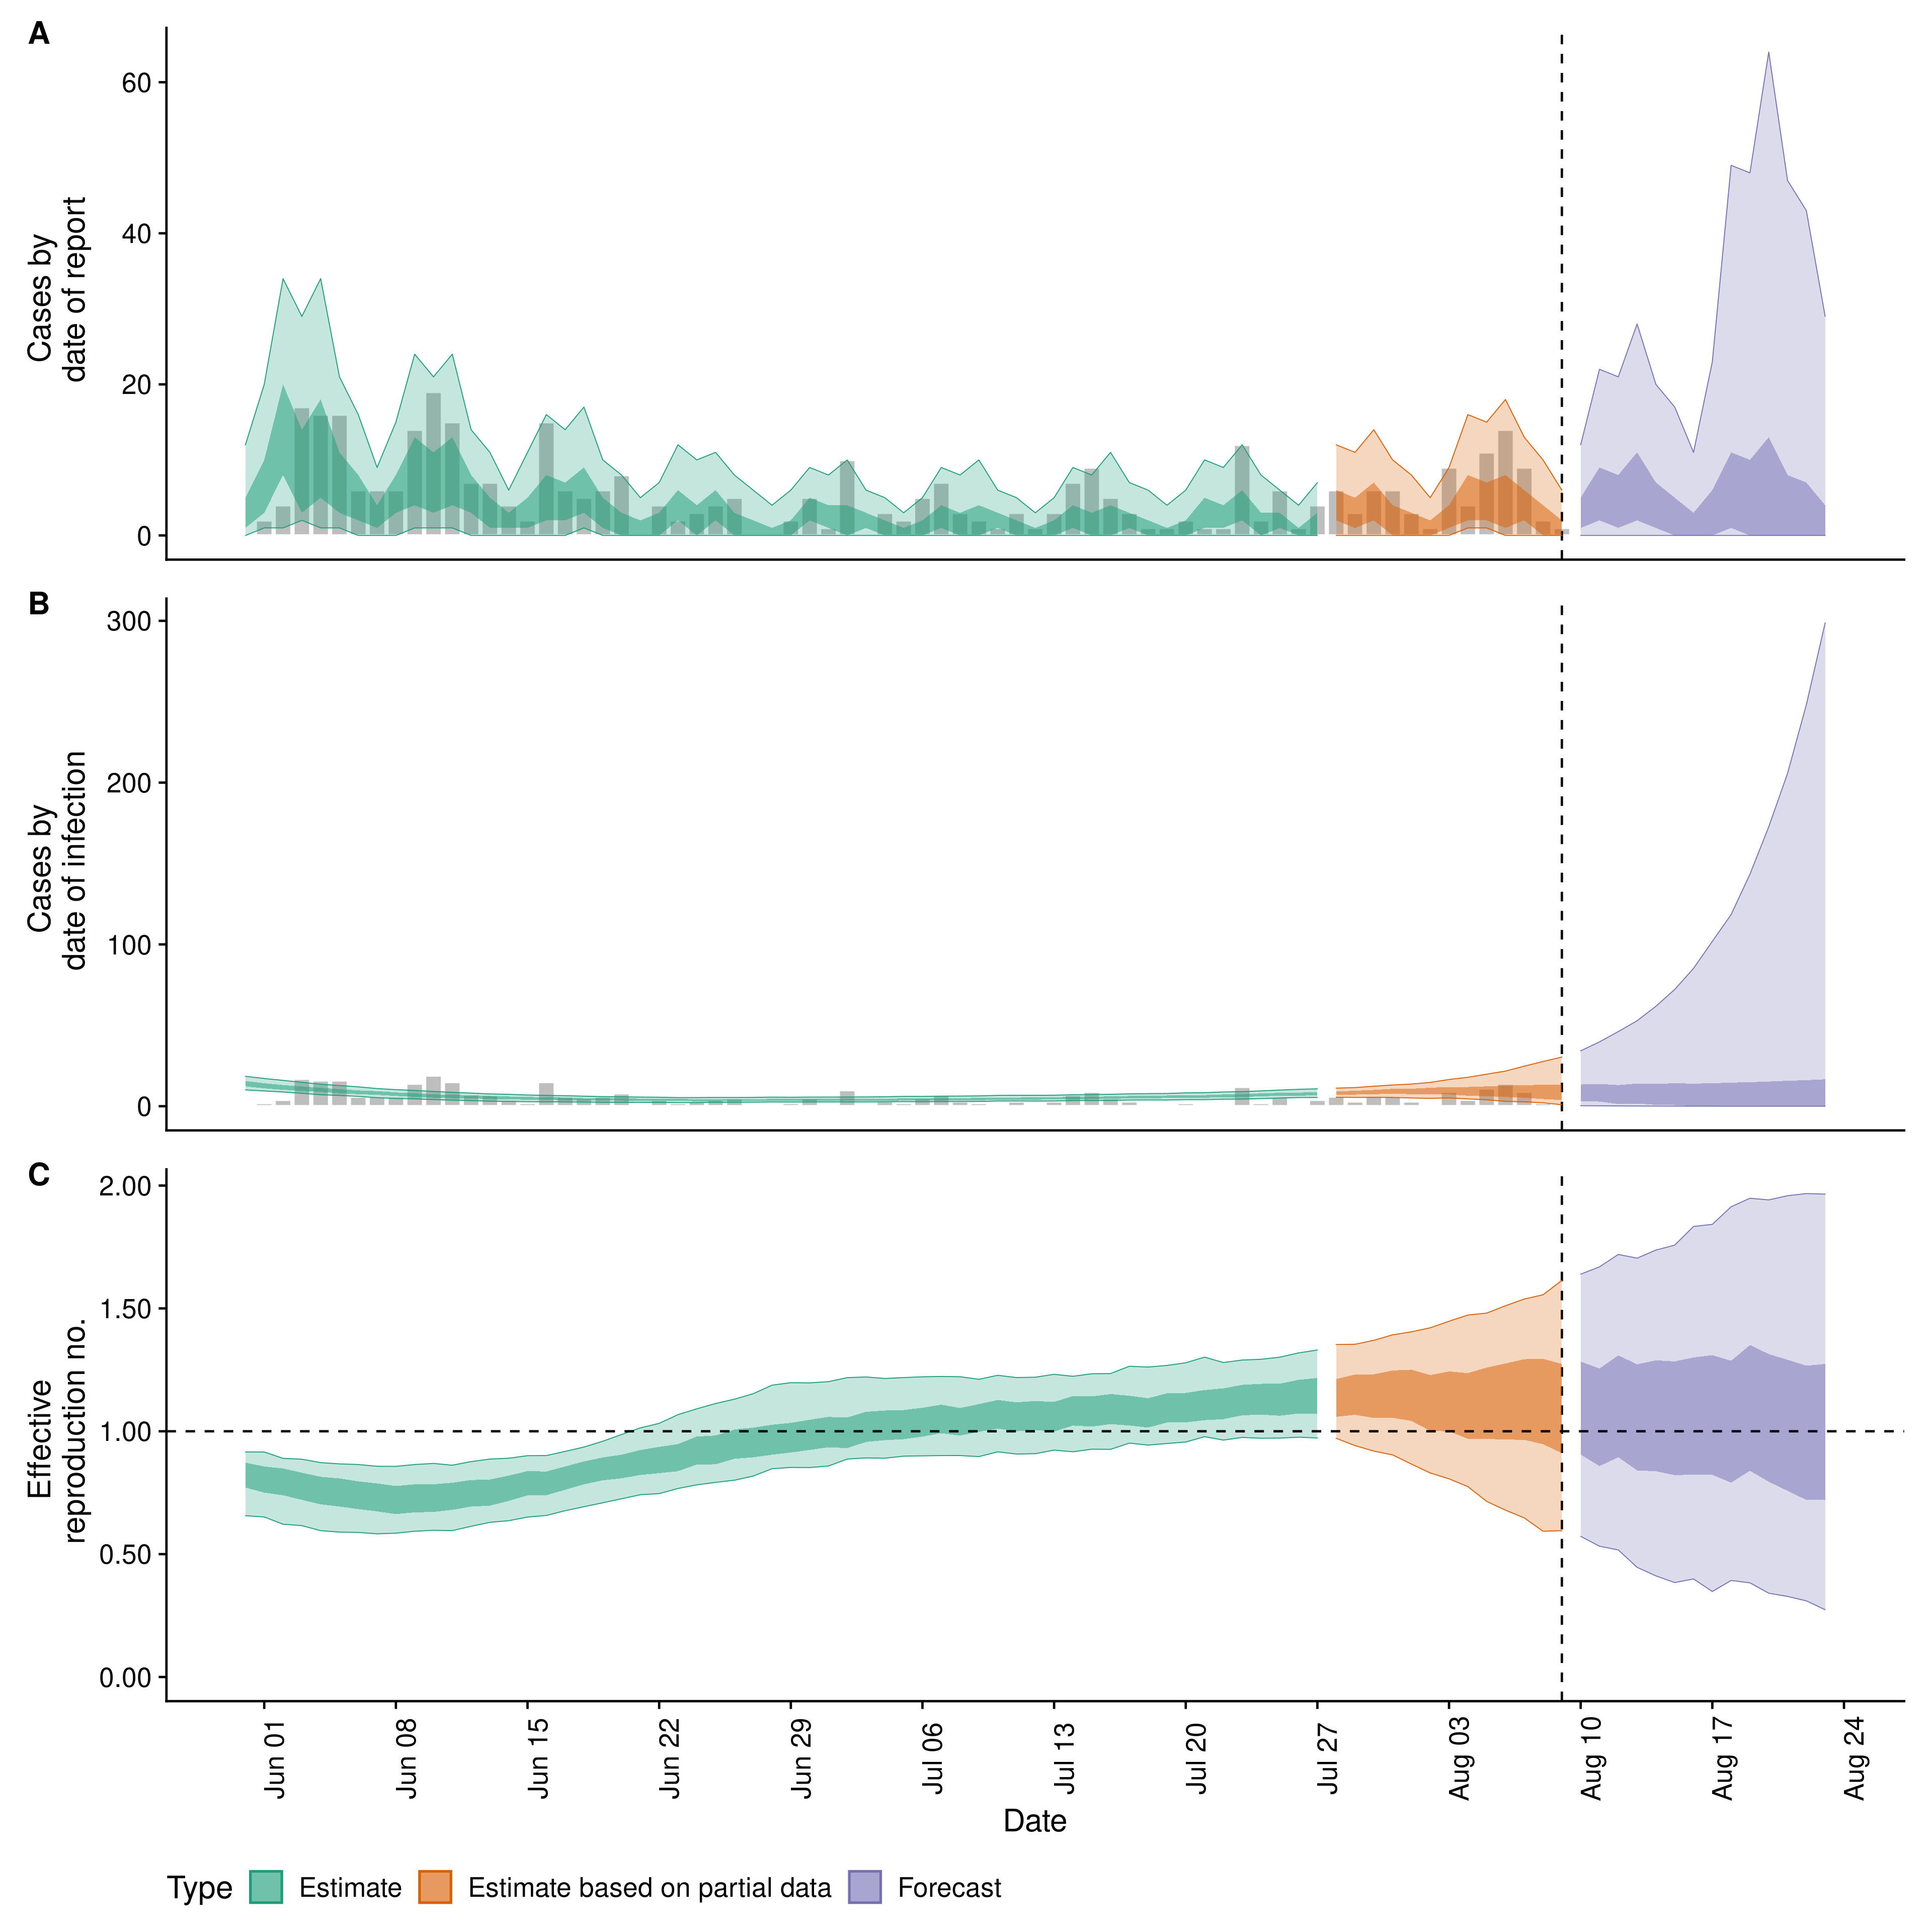 A
60
40
20
0
Cases by
date of report
B
300
200
100
0
Cases by
date of infection
C
2.00
1.50
1.00
0.50
0.00
Effective
reproduction no.
Jun 01
Jun 08
Jun 15
Jun 22
Jun 29
Jul 06
Jul 13
Jul 20
Jul 27
Aug 03
Aug 10
Aug 17
Aug 24
Date
Type Estimate Estimate based on partial data Forecast